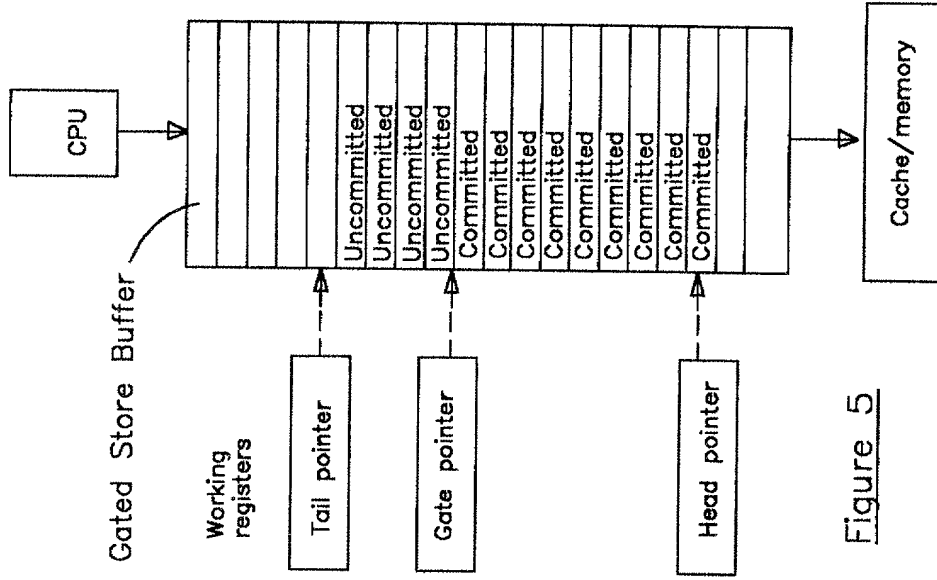 CPU
Gated Store Buffer
Working
registers
Tail pointer
Gate pointer
Head pointer
Uncommitted
Uncommitted
Uncommitted
Uncommitted
Committed
Committed
Committed
Committed
Committed
Committed
Committed
Committed
Committed
Cache/memory
Figure 5